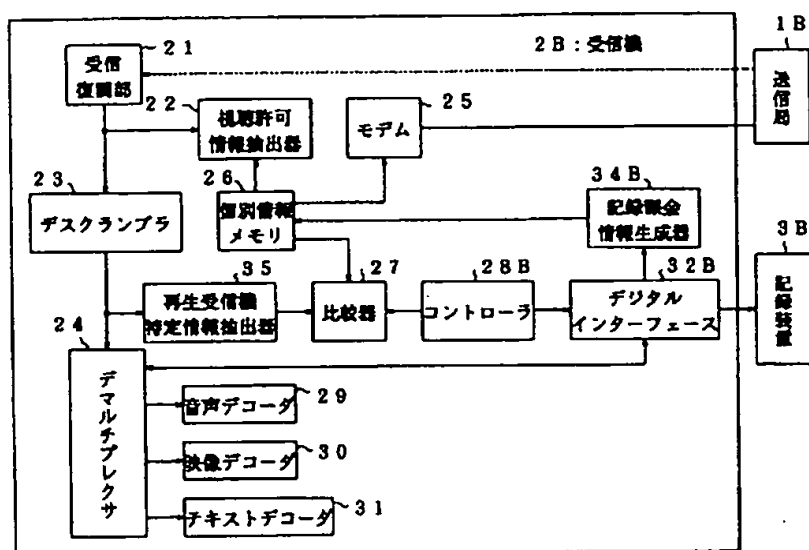 21
受信
復調部
2B：受信機
1B
送信局
22
視聴許可
情報抽出器
25
モデム
23
デスクランブラ
26
個別情報
メモリ
34B
記録課金
情報生成器
3B
記録装置
35
再生受信機
特定情報抽出器
27
比較器
28B
コントローラ
32B
デジタル
インターフェース
24
デマルチプレクサ
音声デコーダ
29
映像デコーダ
30
テキストデコーダ
31